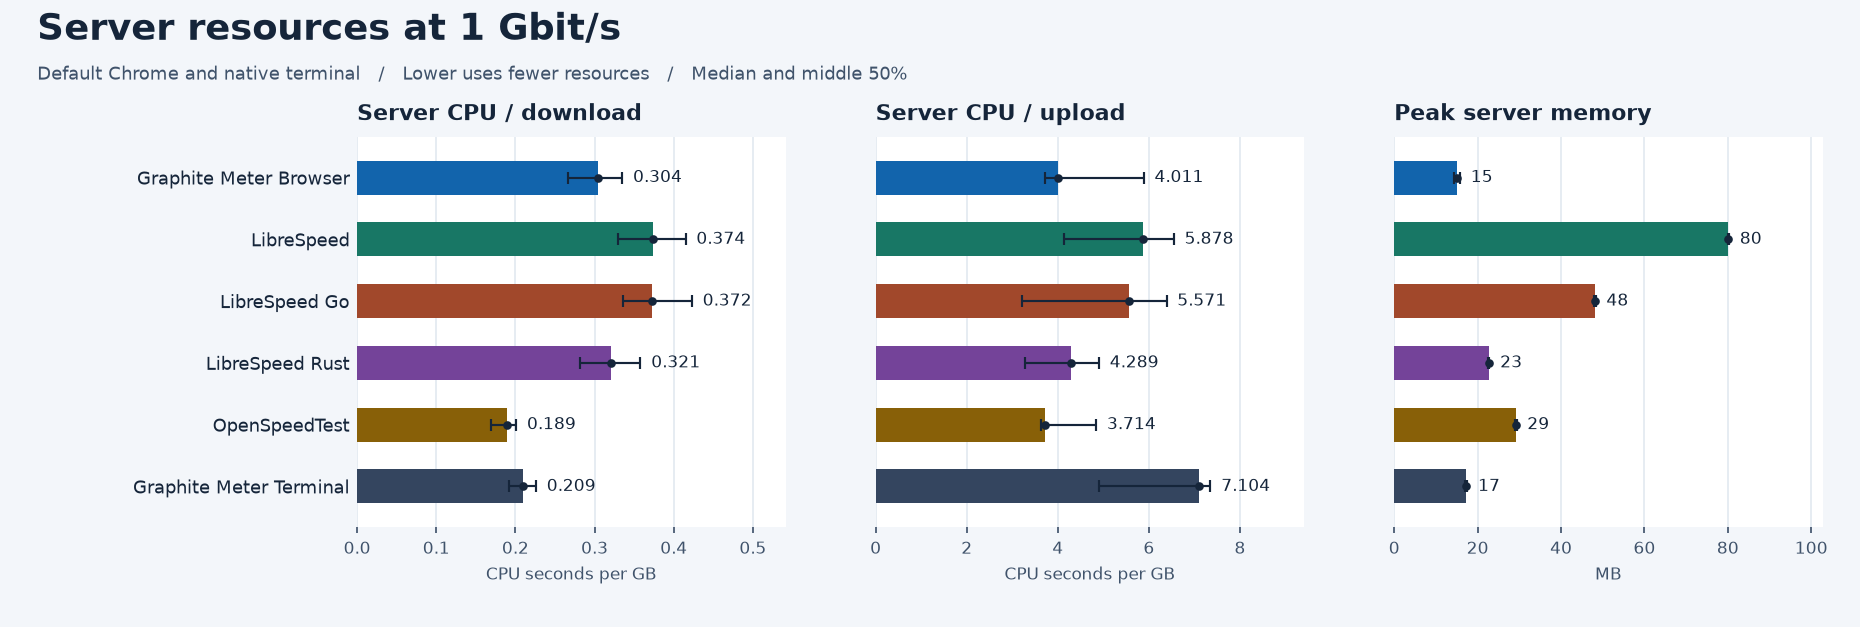 Server resources at 1 Gbit/s
Default Chrome and native terminal / Lower uses fewer resources / Median and middle 50%
Server CPU / download
Graphite Meter Browser 0.304
LibreSpeed 0.374
LibreSpeed Go 0.372
LibreSpeed Rust 0.321
OpenSpeedTest 0.189
Graphite Meter Terminal 0.209
0.0 0.1 0.2 0.3 0.4 0.5
CPU seconds per GB
Server CPU / upload
4.011
5.878
5.571
4.289
3.714
7.104
0 2 4 6 8
CPU seconds per GB
Peak server memory
15
80
48
23
29
17
0 20 40 60 80 100
MB